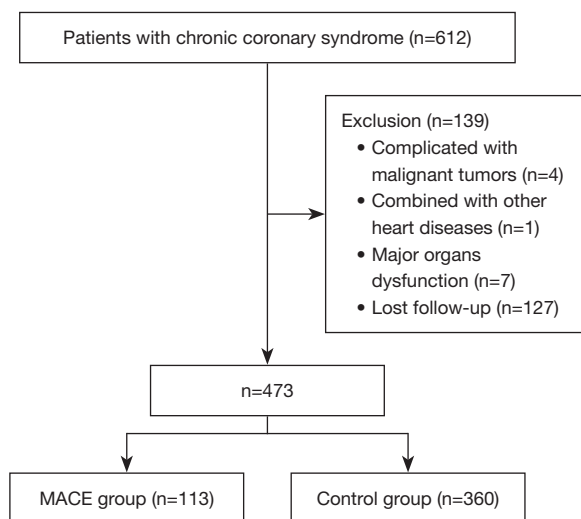 Patients with chronic coronary syndrome (n=612)
Exclusion (n=139)
• Complicated with
malignant tumors (n=4)
• Combined with other
heart diseases (n=1)
• Major organs
dysfunction (n=7)
• Lost follow-up (n=127)
n=473
MACE group (n=113)
Control group (n=360)